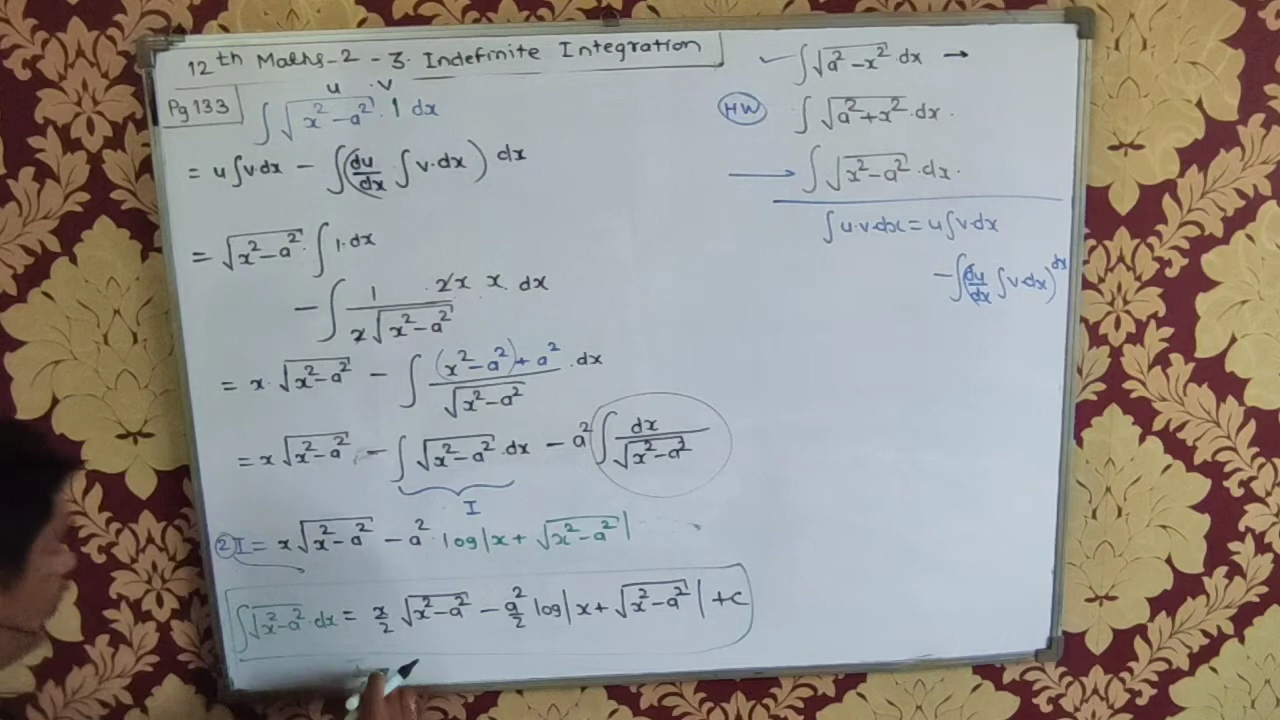 12th Maths-2 - 3. Indefinite Integration
Pg 133
u . v
∫ √(x² - a²) · 1 dx
= u ∫v·dx - ∫(du/dx ∫v·dx) dx
= √(x² - a²) · ∫1·dx
- ∫ 1/(2√(x² - a²)) · 2x · x · dx
= x · √(x² - a²) - ∫ ((x² - a²) + a²)/√(x² - a²) · dx
= x √(x² - a²) - ∫ √(x² - a²) · dx - a² ∫ dx/√(x² - a²)
I
2I = x √(x² - a²) - a² · log|x + √(x² - a²)|
∫√(x² - a²) · dx = x/2 √(x² - a²) - a²/2 log|x + √(x² - a²)| + c
✓ ∫√(a² - x²) · dx →
HW ∫ √(a² + x²) · dx ·
→ ∫ √(x² - a²) · dx ·
∫u·v·dx = u ∫v·dx
- ∫(du/dx ∫v·dx) dx